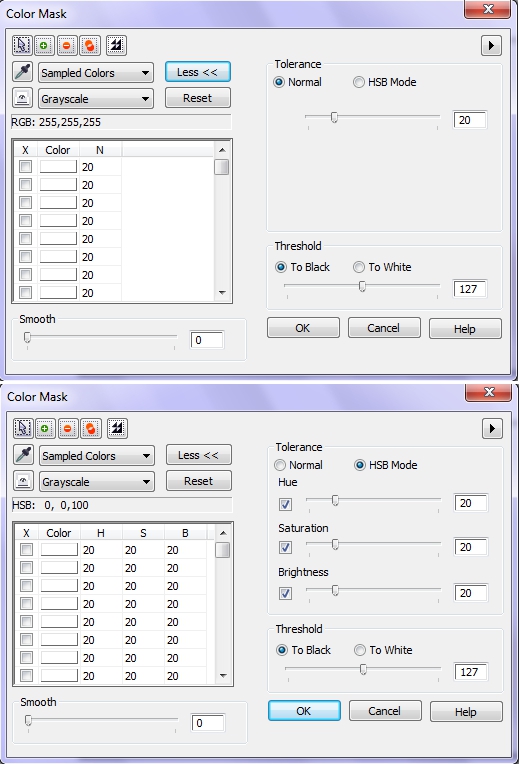 Color Mask
Sampled Colors Less <<
Grayscale Reset
RGB: 255,255,255
X Color N
20
20
20
20
20
20
20
20
Smooth
0
Tolerance
Normal HSB Mode
20
Threshold
To Black To White
127
OK Cancel Help
Color Mask
Sampled Colors Less <<
Grayscale Reset
HSB: 0, 0,100
X Color H S B
20 20 20
20 20 20
20 20 20
20 20 20
20 20 20
20 20 20
20 20 20
20 20 20
Smooth
0
Tolerance
Normal HSB Mode
Hue
20
Saturation
20
Brightness
20
Threshold
To Black To White
127
OK Cancel Help